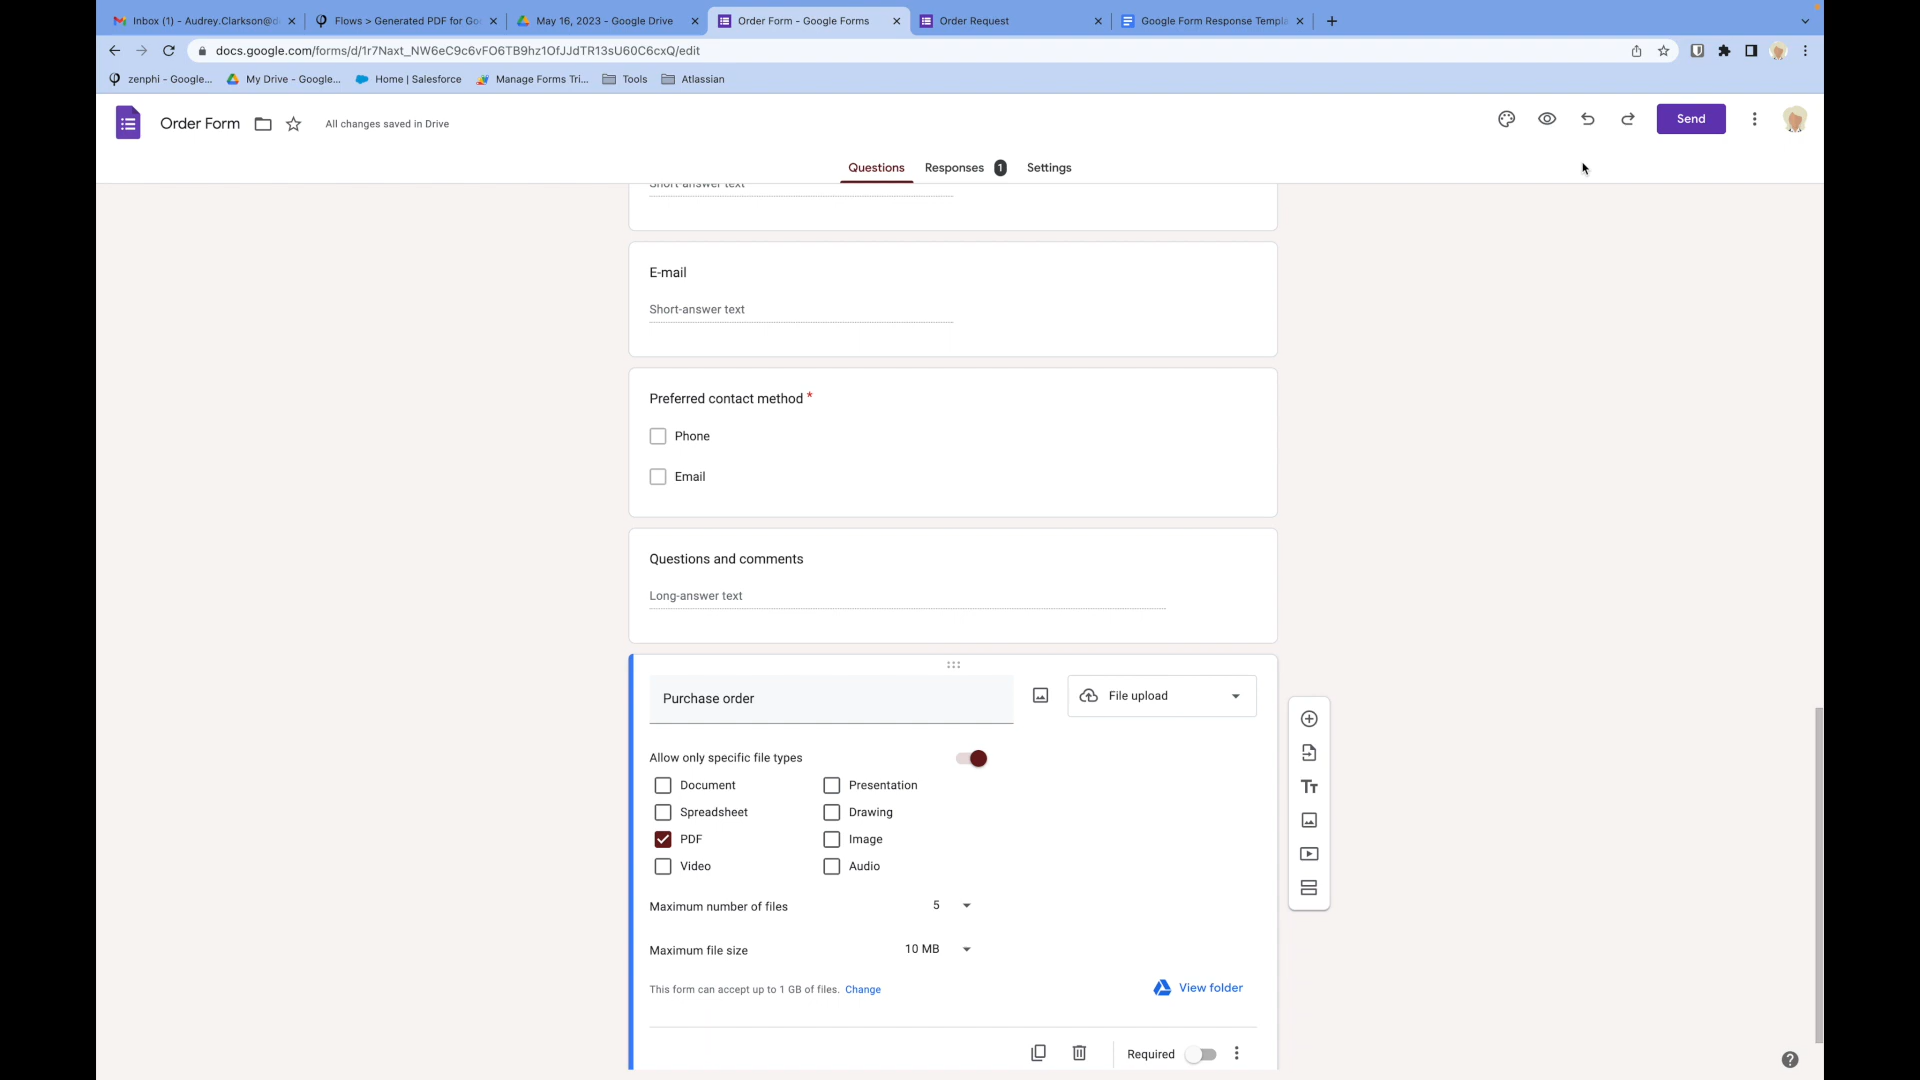 Inbox (1) - Audrey.Clarkson@d
Flows > Generated PDF for Go
May 16, 2023 - Google Drive
Order Form - Google Forms
Order Request
Google Form Response Templa
docs.google.com/forms/d/1r7Naxt_NW6eC9c6vFO6TB9hz1OfJJdTR13sU60C6cxQ/edit
zenphi - Google...
My Drive - Google...
Home | Salesforce
Manage Forms Tri...
Tools
Atlassian
Order Form
All changes saved in Drive
Send
Questions
Responses 1
Settings
Short-answer text
E-mail
Short-answer text
Preferred contact method *
Phone
Email
Questions and comments
Long-answer text
Purchase order
File upload
Allow only specific file types
Document
Presentation
Spreadsheet
Drawing
PDF
Image
Video
Audio
Maximum number of files
5
Maximum file size
10 MB
This form can accept up to 1 GB of files. Change
View folder
Required